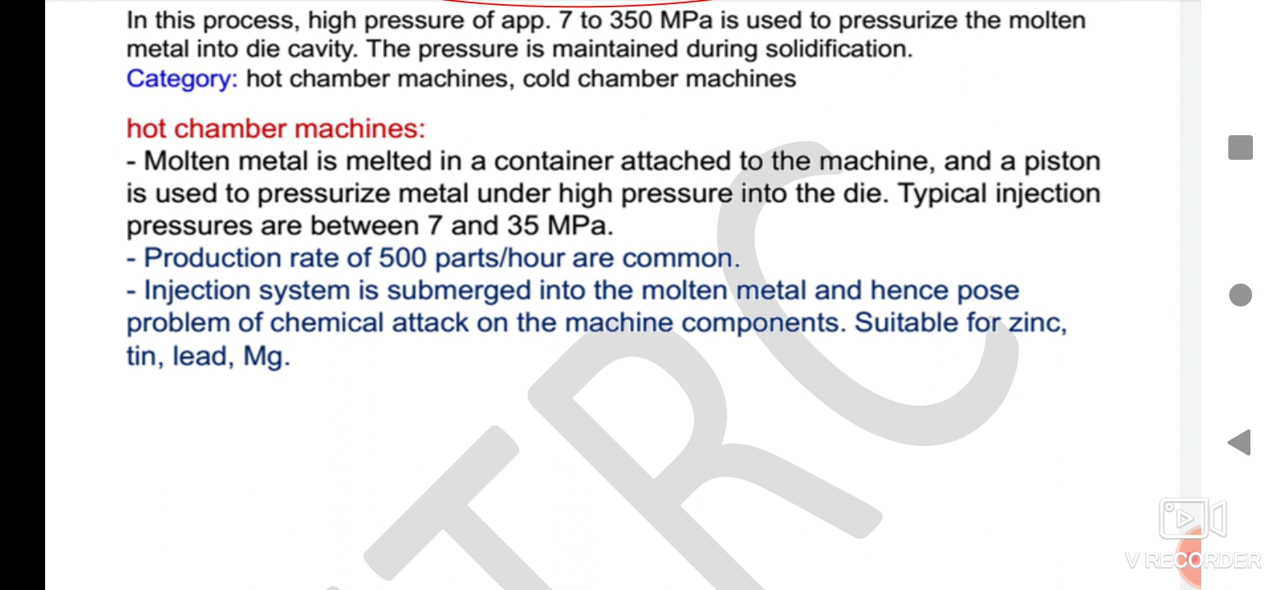 In this process, high pressure of app. 7 to 350 MPa is used to pressurize the molten
metal into die cavity. The pressure is maintained during solidification.
Category: hot chamber machines, cold chamber machines
hot chamber machines:
- Molten metal is melted in a container attached to the machine, and a piston
is used to pressurize metal under high pressure into the die. Typical injection
pressures are between 7 and 35 MPa.
- Production rate of 500 parts/hour are common.
- Injection system is submerged into the molten metal and hence pose
problem of chemical attack on the machine components. Suitable for zinc,
tin, lead, Mg.
TRC
V RECORDER